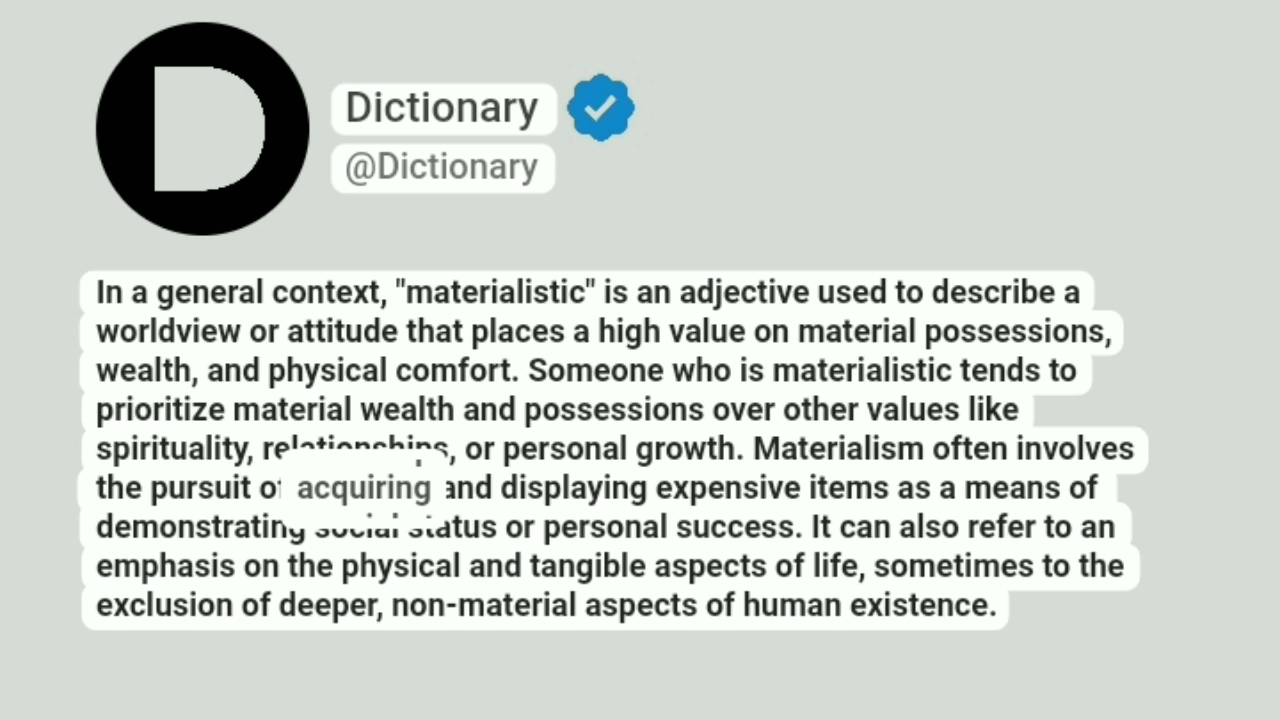 D
Dictionary
@Dictionary
In a general context, "materialistic" is an adjective used to describe a
worldview or attitude that places a high value on material possessions,
wealth, and physical comfort. Someone who is materialistic tends to
prioritize material wealth and possessions over other values like
spirituality, relationships, or personal growth. Materialism often involves
the pursuit of acquiring and displaying expensive items as a means of
demonstrating social status or personal success. It can also refer to an
emphasis on the physical and tangible aspects of life, sometimes to the
exclusion of deeper, non-material aspects of human existence.